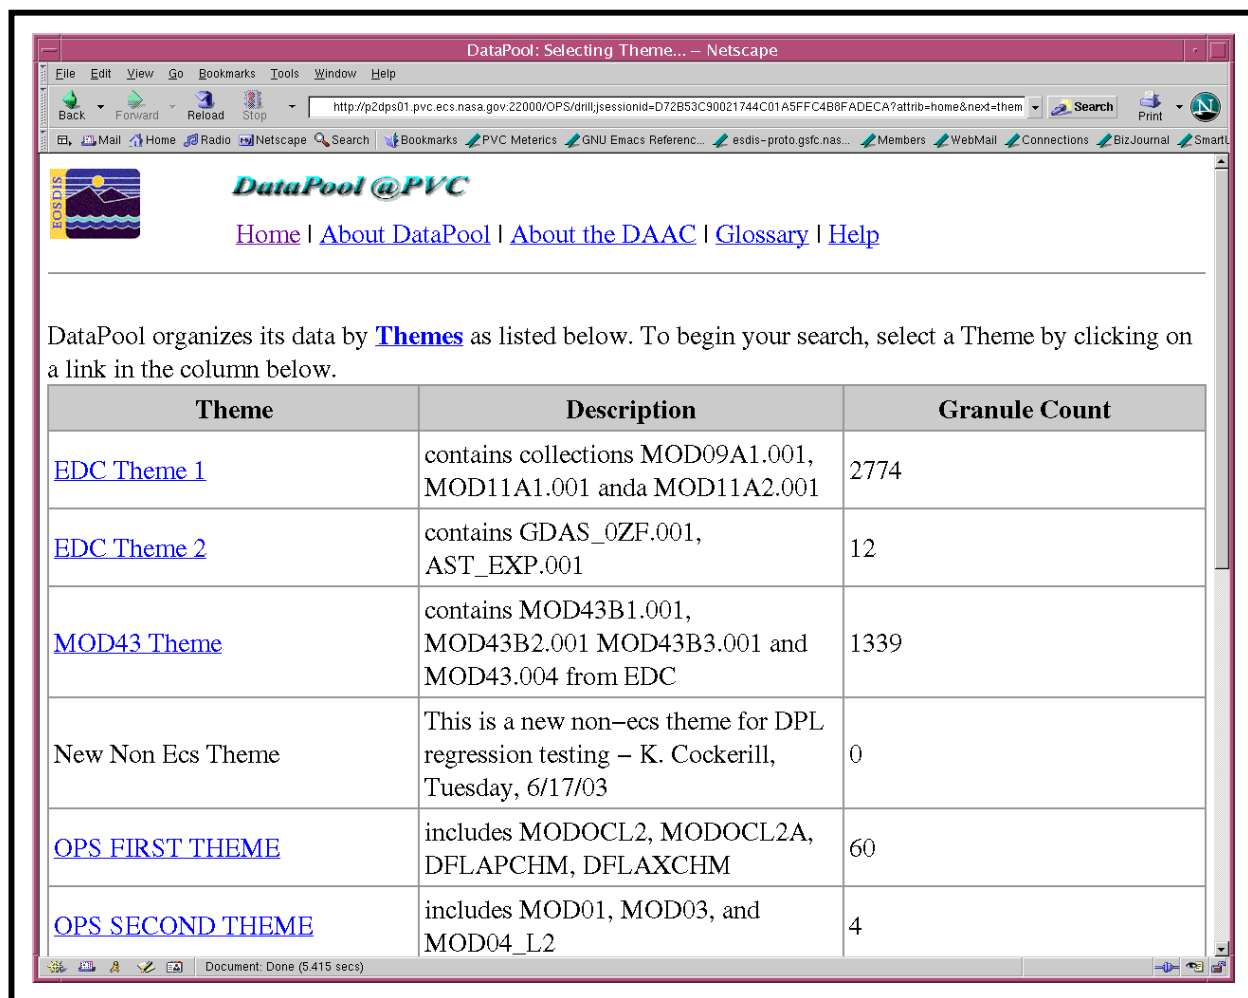 DataPool: Selecting Theme... – Netscape
File Edit View Go Bookmarks Tools Window Help
Back Forward Reload Stop http://p2dps01.pvc.ecs.nasa.gov:22000/OPS/drill;jsessionid=D72B53C90021744C01A5FFC4B8FADECA?attrib=home&next=them Search Print N
Mail Home Radio Netscape Search Bookmarks PVC Meterics GNU Emacs Referenc... esdis-proto.gsfc.nas... Members WebMail Connections BizJournal SmartU
EOSDIS
DataPool @PVC
Home | About DataPool | About the DAAC | Glossary | Help
DataPool organizes its data by Themes as listed below. To begin your search, select a Theme by clicking on
a link in the column below.
Theme Description Granule Count
EDC Theme 1 contains collections MOD09A1.001, 2774
MOD11A1.001 anda MOD11A2.001
EDC Theme 2 contains GDAS_0ZF.001, 12
AST_EXP.001
MOD43 Theme contains MOD43B1.001, 1339
MOD43B2.001 MOD43B3.001 and
MOD43.004 from EDC
New Non Ecs Theme This is a new non–ecs theme for DPL 0
regression testing – K. Cockerill,
Tuesday, 6/17/03
OPS FIRST THEME includes MODOCL2, MODOCL2A, 60
DFLAPCHM, DFLAXCHM
OPS SECOND THEME includes MOD01, MOD03, and 4
MOD04_L2
Document: Done (5.415 secs)